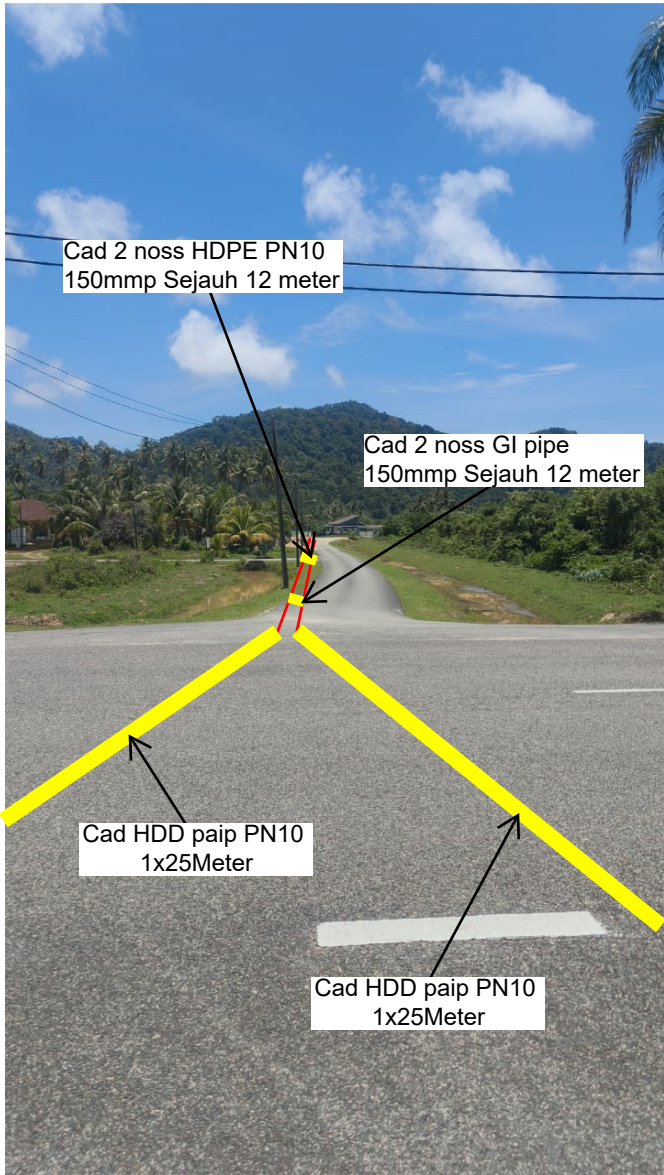 Cad 2 noss HDPE PN10
150mmp Sejauh 12 meter
Cad 2 noss GI pipe
150mmp Sejauh 12 meter
Cad HDD paip PN10
1x25Meter
Cad HDD paip PN10
1x25Meter